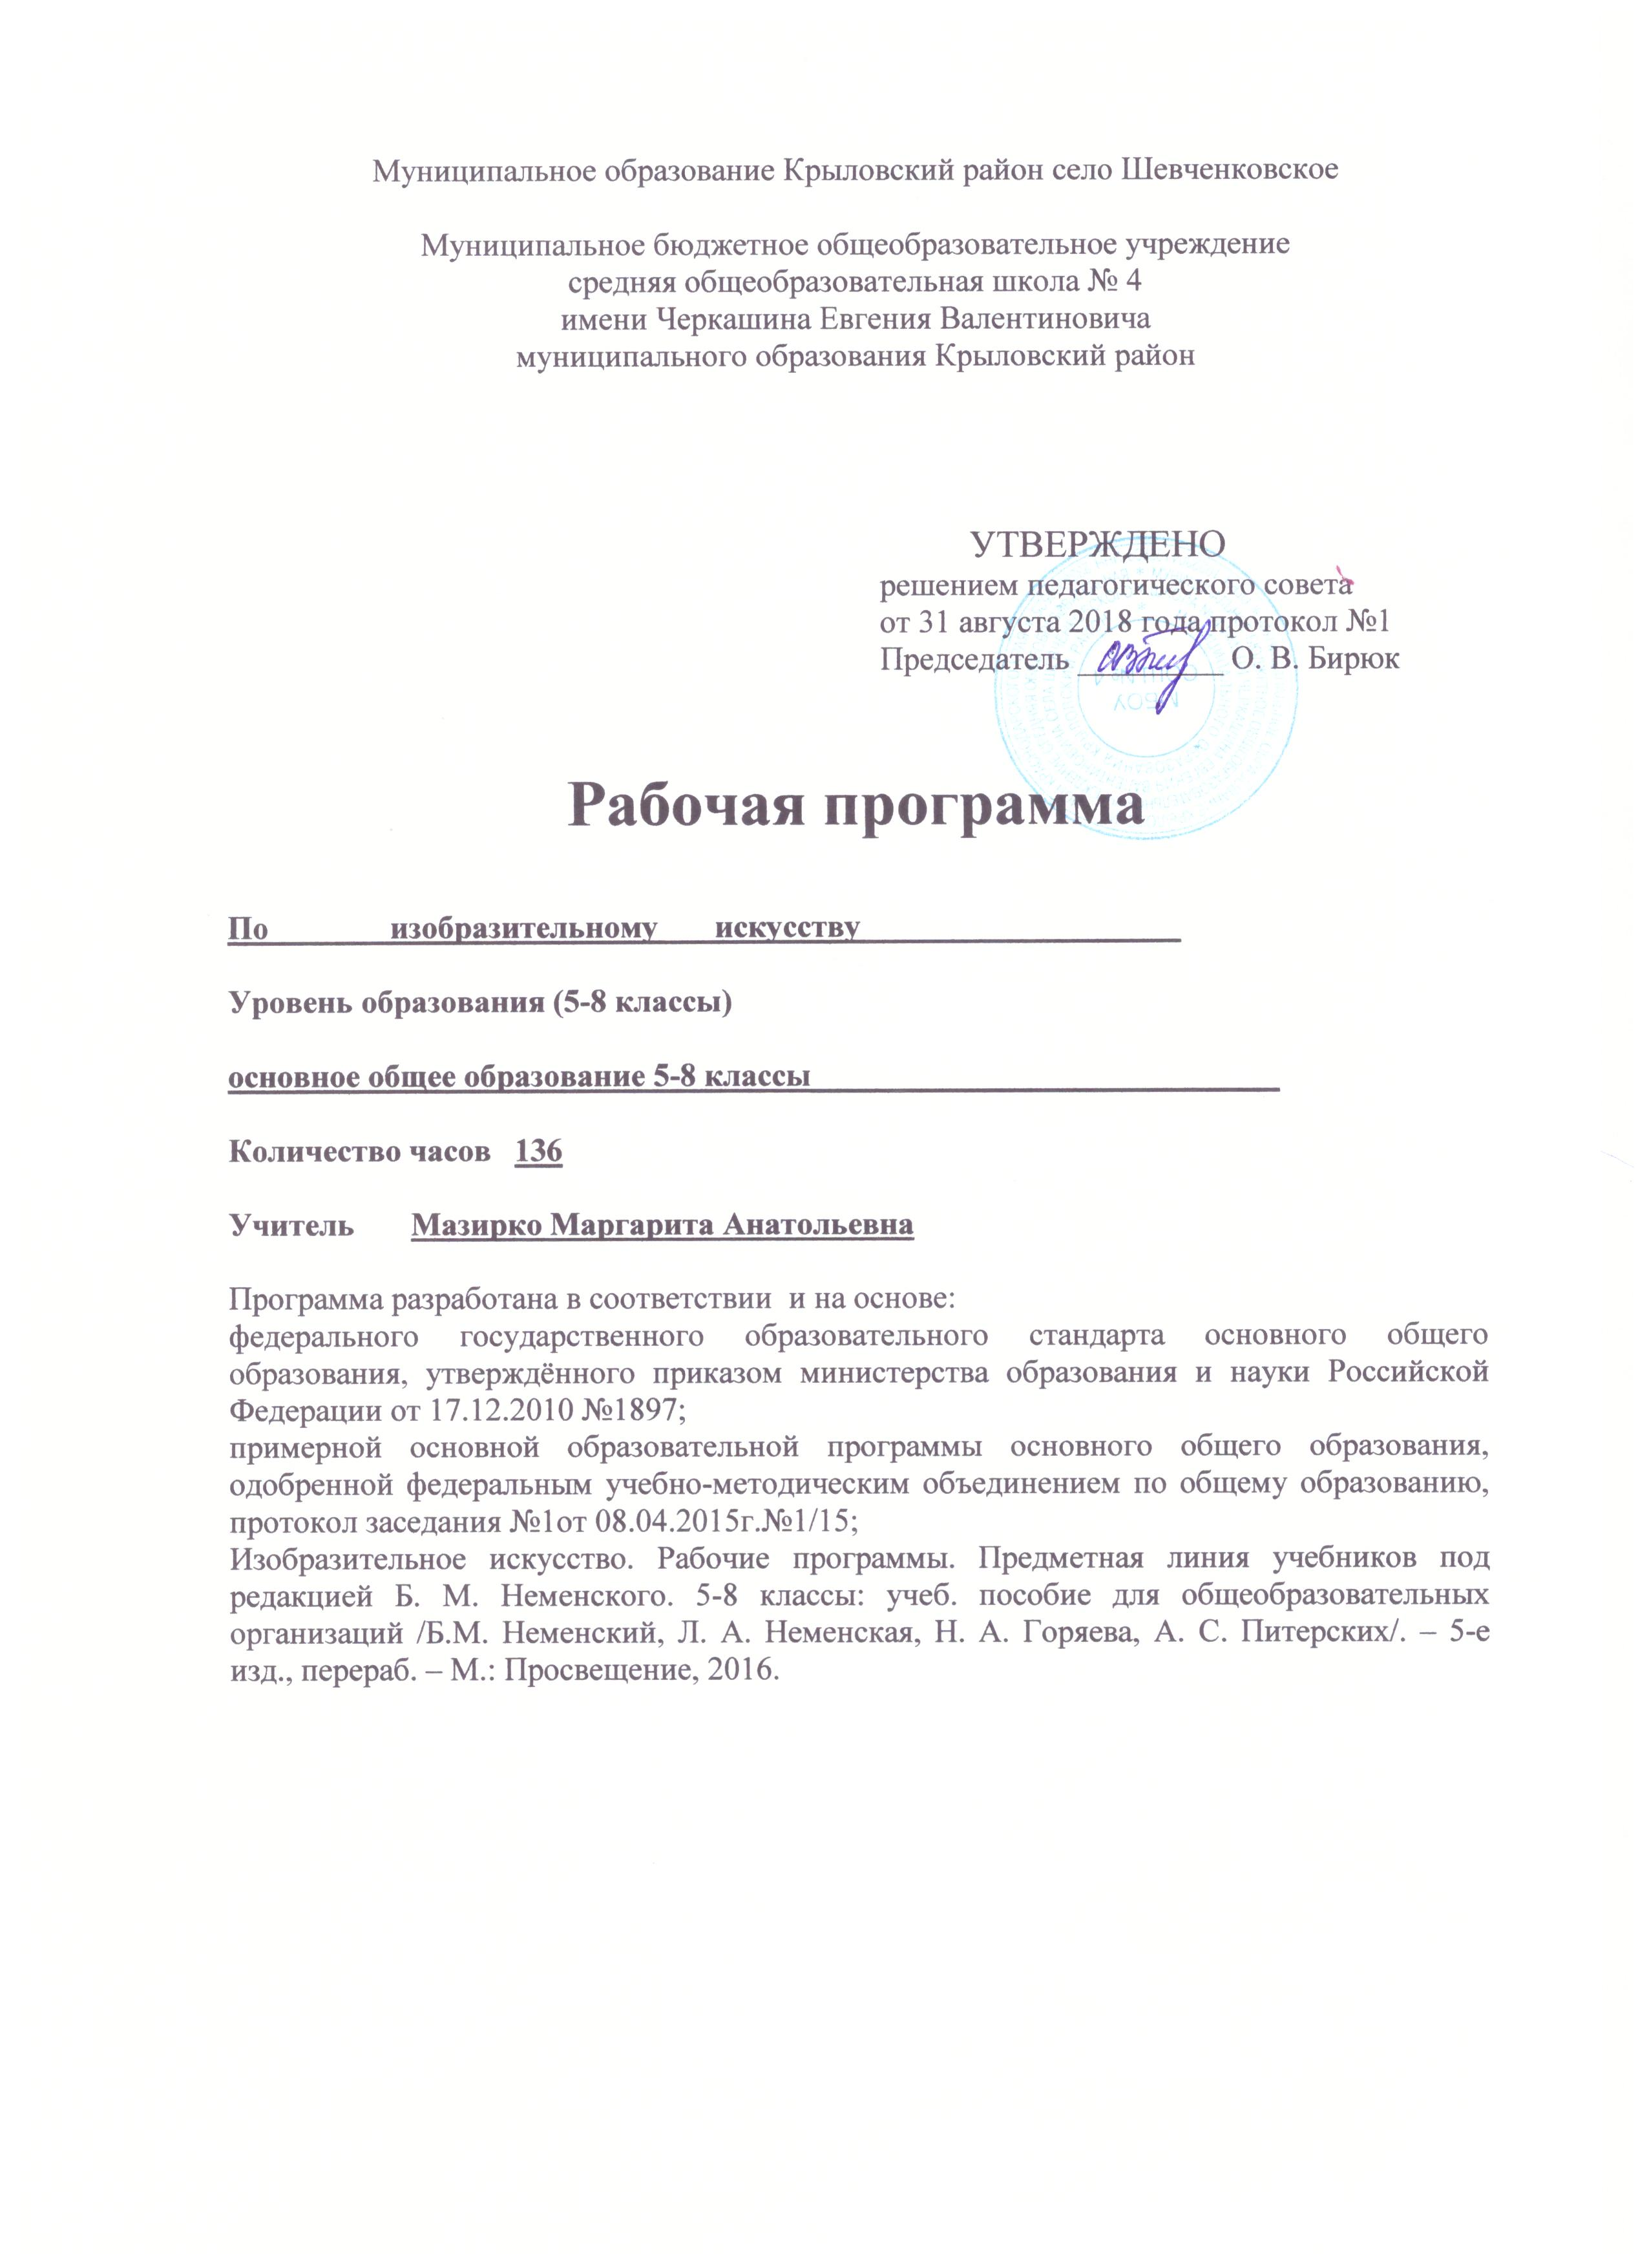 Муниципальное образование Крыловский район село Шевченковское
Муниципальное бюджетное общеобразовательное учреждение
средняя общеобразовательная школа № 4
имени Черкашина Евгения Валентиновича
муниципального образования Крыловский район
УТВЕРЖДЕНО
решением педагогического совета
от 31 августа 2018 года протокол №1
Председатель _________ О. В. Бирюк
МБОУ
СОШ № 4
Рабочая программа
По изобразительному искусству
Уровень образования (5-8 классы)
основное общее образование 5-8 классы
Количество часов 136
Учитель Мазирко Маргарита Анатольевна
Программа разработана в соответствии и на основе:
федерального государственного образовательного стандарта основного общего
образования, утверждённого приказом министерства образования и науки Российской
Федерации от 17.12.2010 №1897;
примерной основной образовательной программы основного общего образования,
одобренной федеральным учебно-методическим объединением по общему образованию,
протокол заседания №1от 08.04.2015г.№1/15;
Изобразительное искусство. Рабочие программы. Предметная линия учебников под
редакцией Б. М. Неменского. 5-8 классы: учеб. пособие для общеобразовательных
организаций /Б.М. Неменский, Л. А. Неменская, Н. А. Горяева, А. С. Питерских/. – 5-е
изд., перераб. – М.: Просвещение, 2016.